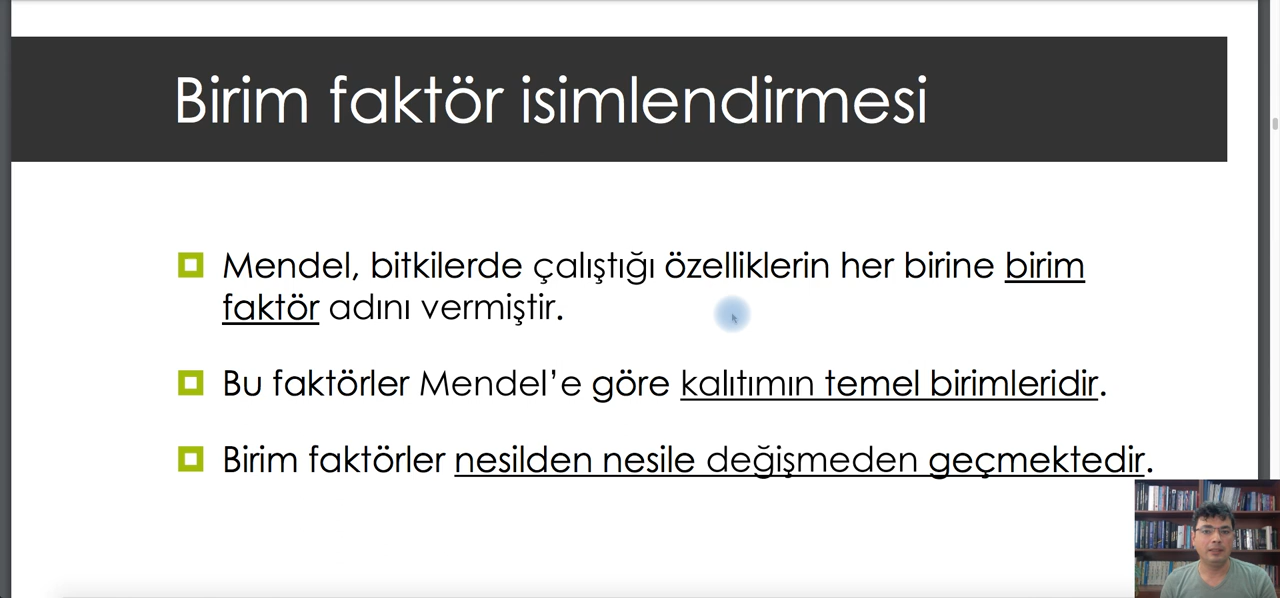 Birim faktör isimlendirmesi
Mendel, bitkilerde çalıştığı özelliklerin her birine birim
faktör adını vermiştir.
Bu faktörler Mendel’e göre kalıtımın temel birimleridir.
Birim faktörler nesilden nesile değişmeden geçmektedir.